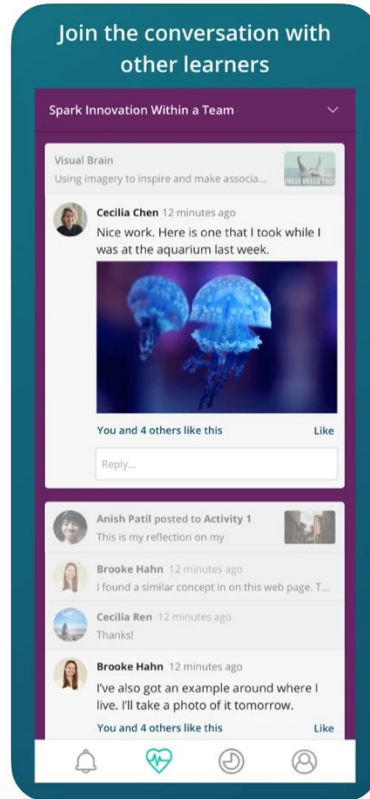 Join the conversation with
other learners
Spark Innovation Within a Team
Visual Brain
Using imagery to inspire and make associa...
Cecilia Chen 12 minutes ago
Nice work. Here is one that I took while I
was at the aquarium last week.
You and 4 others like this Like
Reply...
Anish Patil posted to Activity 1
This is my reflection on my
Brooke Hahn 12 minutes ago
I found a similar concept in on this web page. T...
Cecilia Ren 12 minutes ago
Thanks!
Brooke Hahn 12 minutes ago
I've also got an example around where I
live. I'll take a photo of it tomorrow.
You and 4 others like this Like